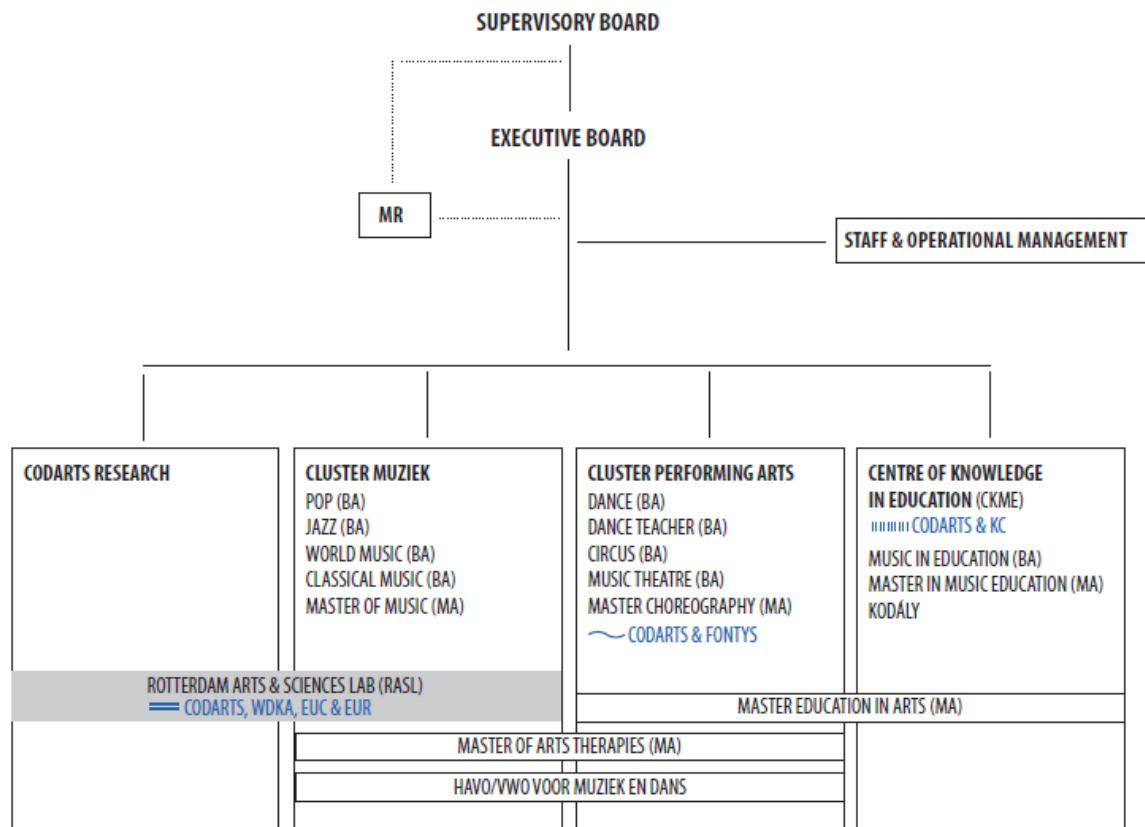 SUPERVISORY BOARD
EXECUTIVE BOARD
MR
STAFF & OPERATIONAL MANAGEMENT
CODARTS RESEARCH
CLUSTER MUZIEK
POP (BA)
JAZZ (BA)
WORLD MUSIC (BA)
CLASSICAL MUSIC (BA)
MASTER OF MUSIC (MA)
CLUSTER PERFORMING ARTS
DANCE (BA)
DANCE TEACHER (BA)
CIRCUS (BA)
MUSIC THEATRE (BA)
MASTER CHOREOGRAPHY (MA)
CODARTS & FONTYS
CENTRE OF KNOWLEDGE
IN EDUCATION (CKME)
CODARTS & KC
MUSIC IN EDUCATION (BA)
MASTER IN MUSIC EDUCATION (MA)
KODÁLY
ROTTERDAM ARTS & SCIENCES LAB (RASL)
CODARTS, WDKA, EUC & EUR
MASTER EDUCATION IN ARTS (MA)
MASTER OF ARTS THERAPIES (MA)
HAVO/VWO VOOR MUZIEK EN DANS